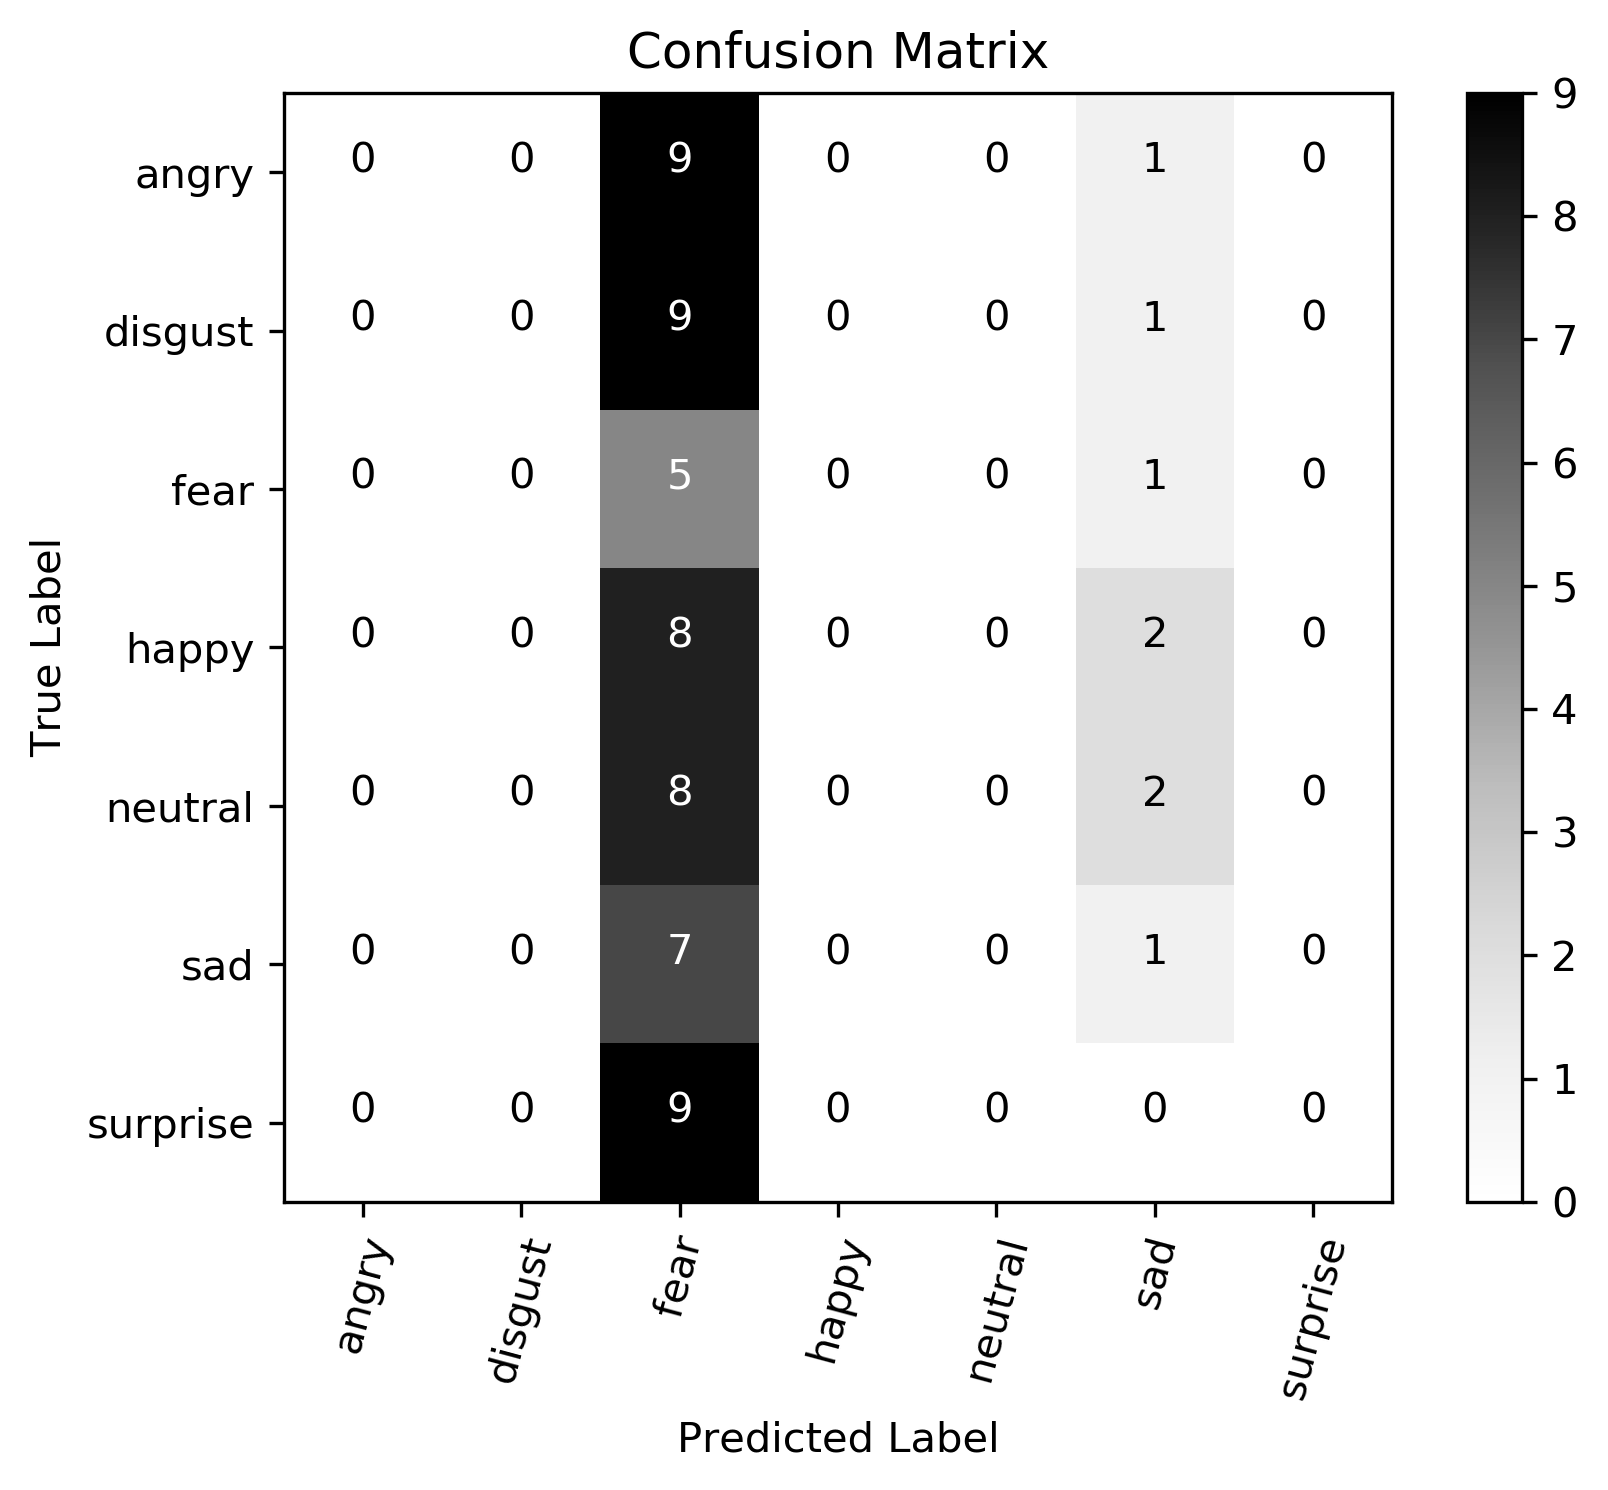 Confusion Matrix
angry 0 0 9 0 0 1 0
disgust 0 0 9 0 0 1 0
fear 0 0 5 0 0 1 0
happy 0 0 8 0 0 2 0
neutral 0 0 8 0 0 2 0
sad 0 0 7 0 0 1 0
surprise 0 0 9 0 0 0 0
True Label
angry disgust fear happy neutral sad surprise
Predicted Label
9
8
7
6
5
4
3
2
1
0